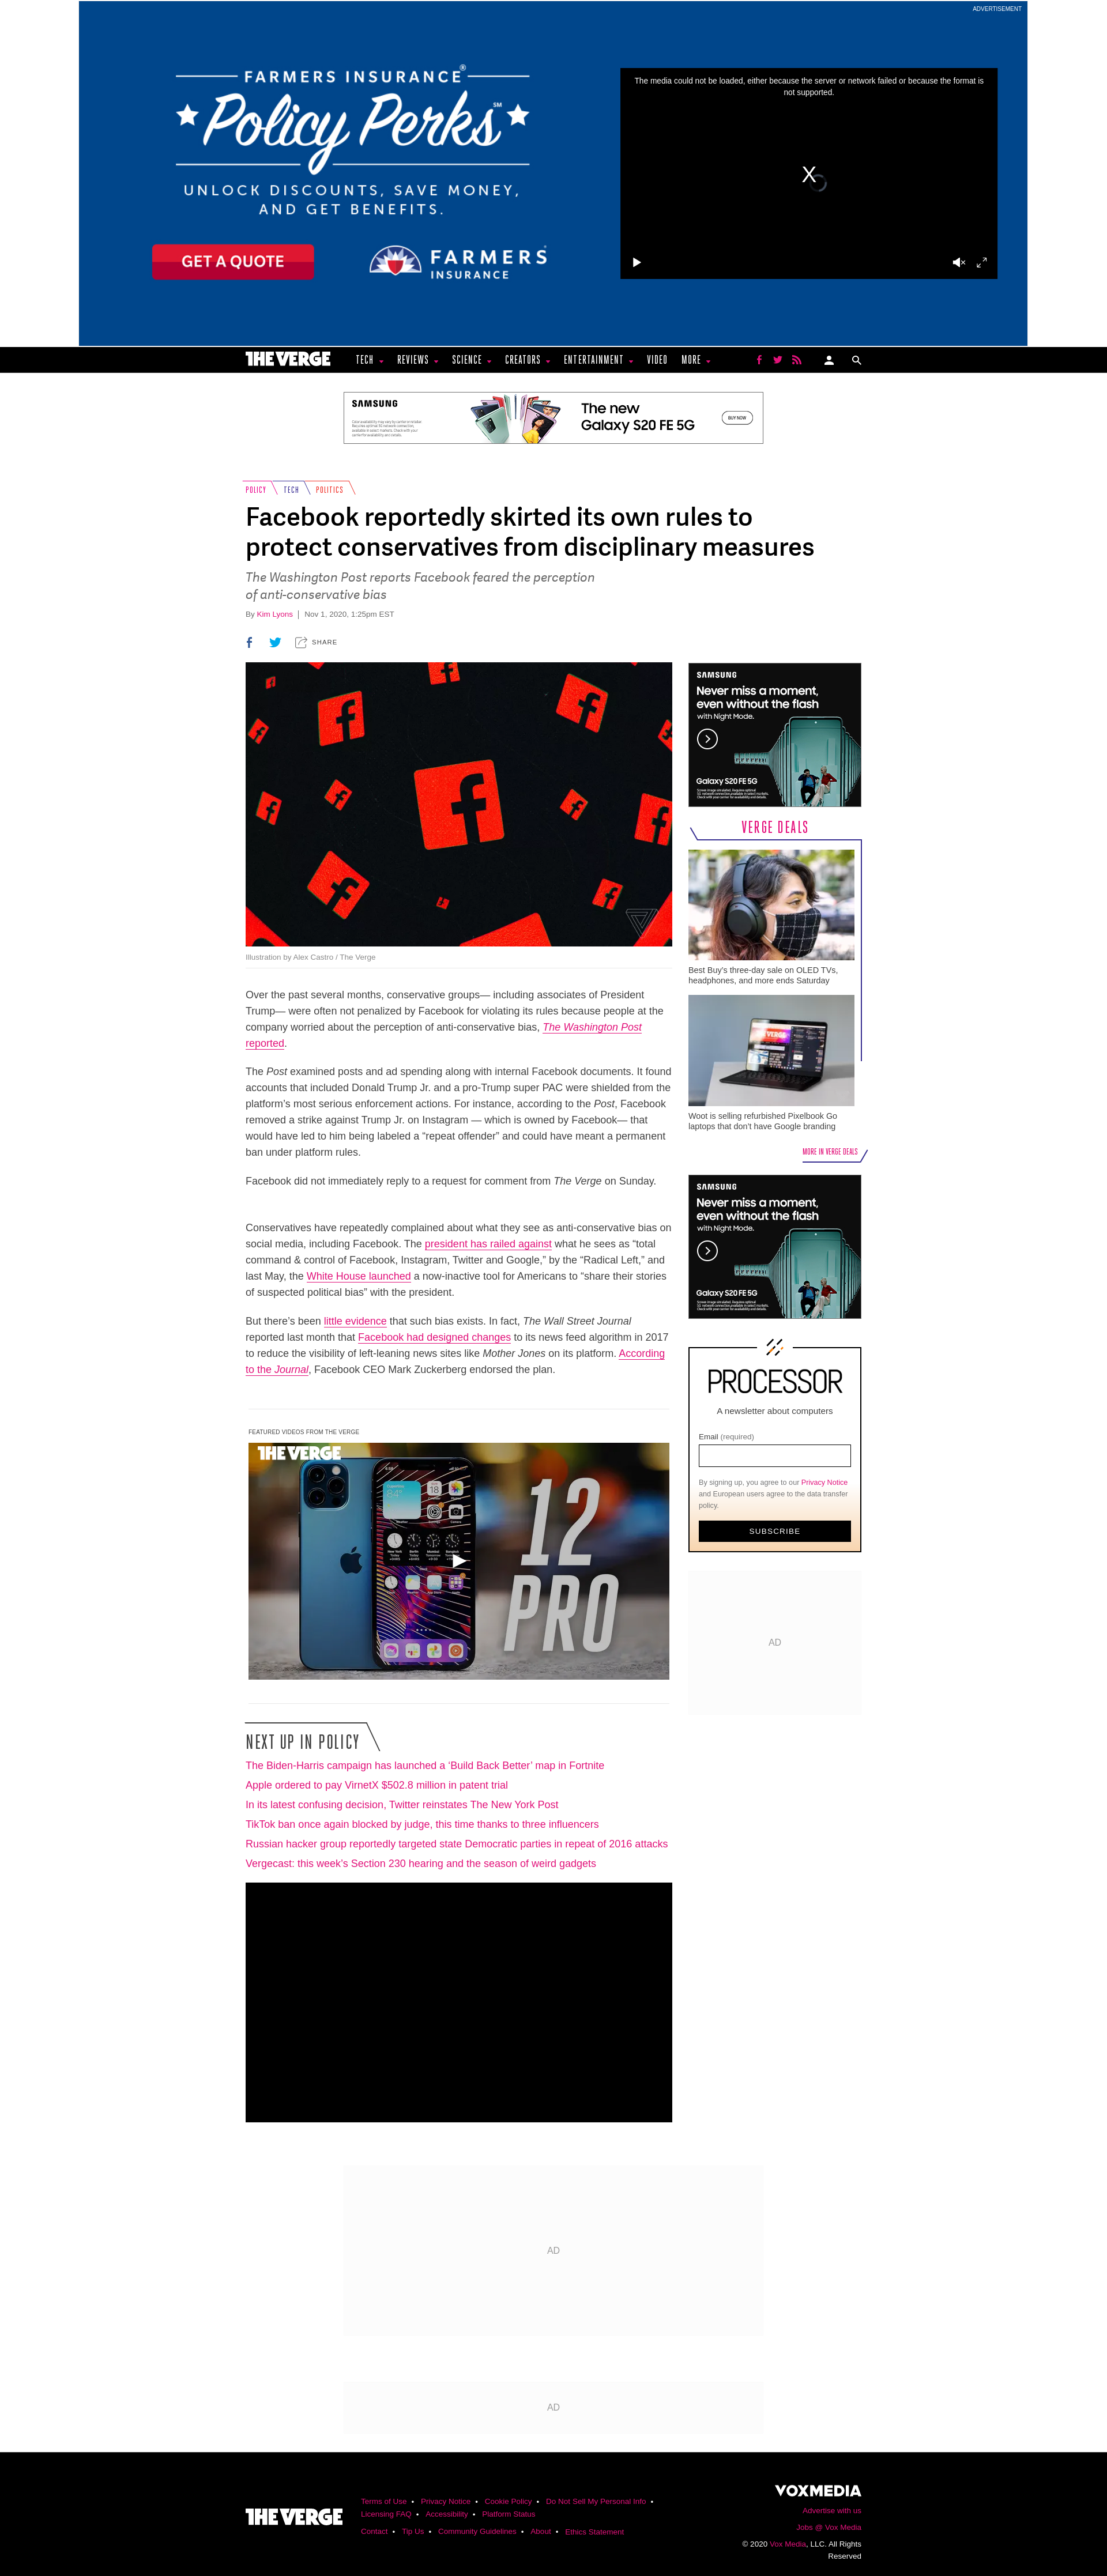 ADVERTISEMENT
FARMERS INSURANCE®
Policy Perks℠
UNLOCK DISCOUNTS, SAVE MONEY,
AND GET BENEFITS.
GET A QUOTE
FARMERS
INSURANCE
The media could not be loaded, either because the server or network failed or because the format is
not supported.
THE VERGE
TECH REVIEWS SCIENCE CREATORS ENTERTAINMENT VIDEO MORE
SAMSUNG
The new
Galaxy S20 FE 5G
BUY NOW
POLICY TECH POLITICS
Facebook reportedly skirted its own rules to
protect conservatives from disciplinary measures
The Washington Post reports Facebook feared the perception
of anti-conservative bias
By Kim Lyons | Nov 1, 2020, 1:25pm EST
SHARE
Illustration by Alex Castro / The Verge
Over the past several months, conservative groups— including associates of President
Trump— were often not penalized by Facebook for violating its rules because people at the
company worried about the perception of anti-conservative bias, The Washington Post
reported.
The Post examined posts and ad spending along with internal Facebook documents. It found
accounts that included Donald Trump Jr. and a pro-Trump super PAC were shielded from the
platform's most serious enforcement actions. For instance, according to the Post, Facebook
removed a strike against Trump Jr. on Instagram — which is owned by Facebook— that
would have led to him being labeled a “repeat offender” and could have meant a permanent
ban under platform rules.
Facebook did not immediately reply to a request for comment from The Verge on Sunday.
Conservatives have repeatedly complained about what they see as anti-conservative bias on
social media, including Facebook. The president has railed against what he sees as “total
command & control of Facebook, Instagram, Twitter and Google,” by the “Radical Left,” and
last May, the White House launched a now-inactive tool for Americans to “share their stories
of suspected political bias” with the president.
But there’s been little evidence that such bias exists. In fact, The Wall Street Journal
reported last month that Facebook had designed changes to its news feed algorithm in 2017
to reduce the visibility of left-leaning news sites like Mother Jones on its platform. According
to the Journal, Facebook CEO Mark Zuckerberg endorsed the plan.
FEATURED VIDEOS FROM THE VERGE
THE VERGE
12
PRO
NEXT UP IN POLICY
The Biden-Harris campaign has launched a ‘Build Back Better’ map in Fortnite
Apple ordered to pay VirnetX $502.8 million in patent trial
In its latest confusing decision, Twitter reinstates The New York Post
TikTok ban once again blocked by judge, this time thanks to three influencers
Russian hacker group reportedly targeted state Democratic parties in repeat of 2016 attacks
Vergecast: this week’s Section 230 hearing and the season of weird gadgets
SAMSUNG
Never miss a moment,
even without the flash
with Night Mode.
Galaxy S20 FE 5G
VERGE DEALS
Best Buy’s three-day sale on OLED TVs,
headphones, and more ends Saturday
Woot is selling refurbished Pixelbook Go
laptops that don’t have Google branding
MORE IN VERGE DEALS
SAMSUNG
Never miss a moment,
even without the flash
with Night Mode.
Galaxy S20 FE 5G
PROCESSOR
A newsletter about computers
Email (required)
By signing up, you agree to our Privacy Notice
and European users agree to the data transfer
policy.
SUBSCRIBE
AD
AD
AD
THE VERGE
Terms of Use • Privacy Notice • Cookie Policy • Do Not Sell My Personal Info •
Licensing FAQ • Accessibility • Platform Status
Contact • Tip Us • Community Guidelines • About • Ethics Statement
VOXMEDIA
Advertise with us
Jobs @ Vox Media
© 2020 Vox Media, LLC. All Rights
Reserved